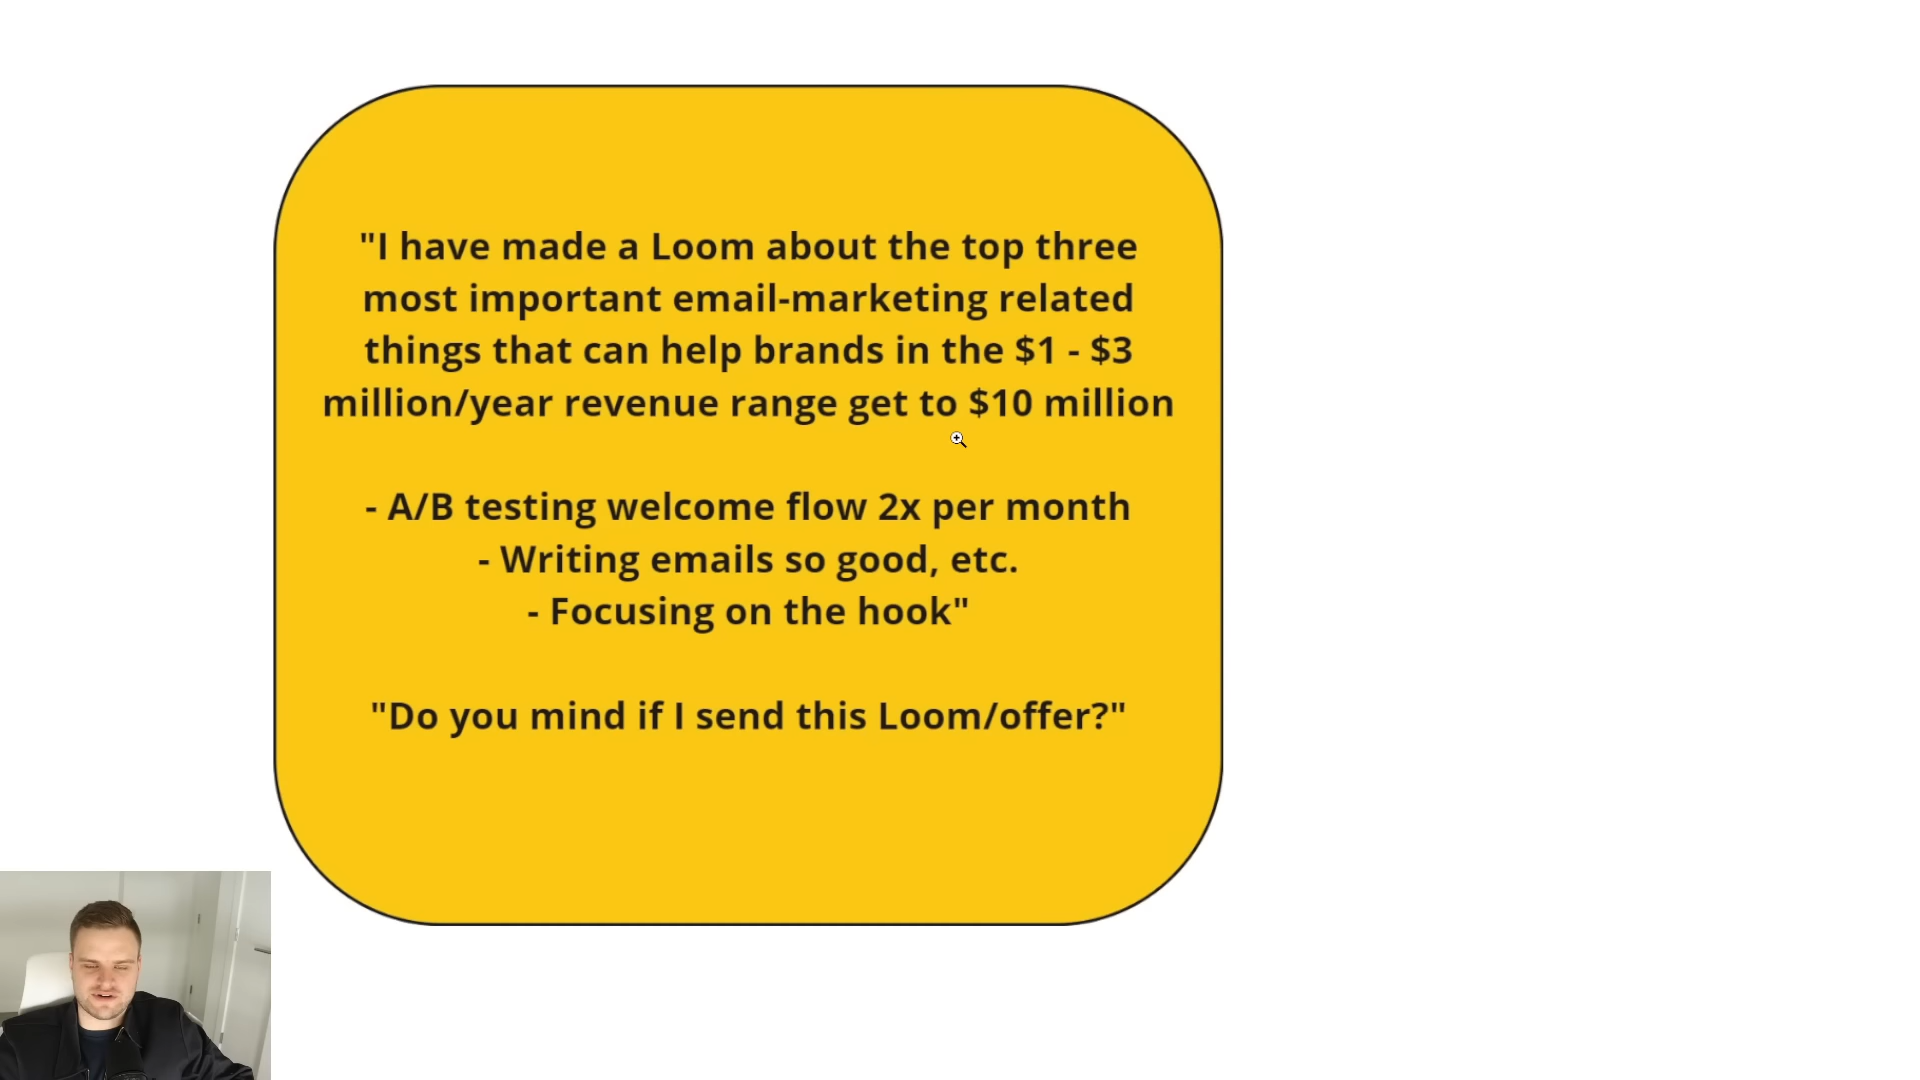 "I have made a Loom about the top three
most important email-marketing related
things that can help brands in the $1 - $3
million/year revenue range get to $10 million
- A/B testing welcome flow 2x per month
- Writing emails so good, etc.
- Focusing on the hook"
"Do you mind if I send this Loom/offer?"